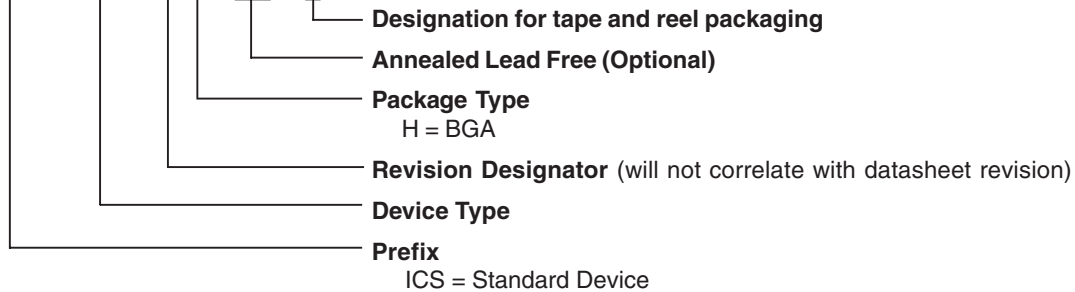 Designation for tape and reel packaging
Annealed Lead Free (Optional)
Package Type
H = BGA
Revision Designator (will not correlate with datasheet revision)
Device Type
Prefix
ICS = Standard Device